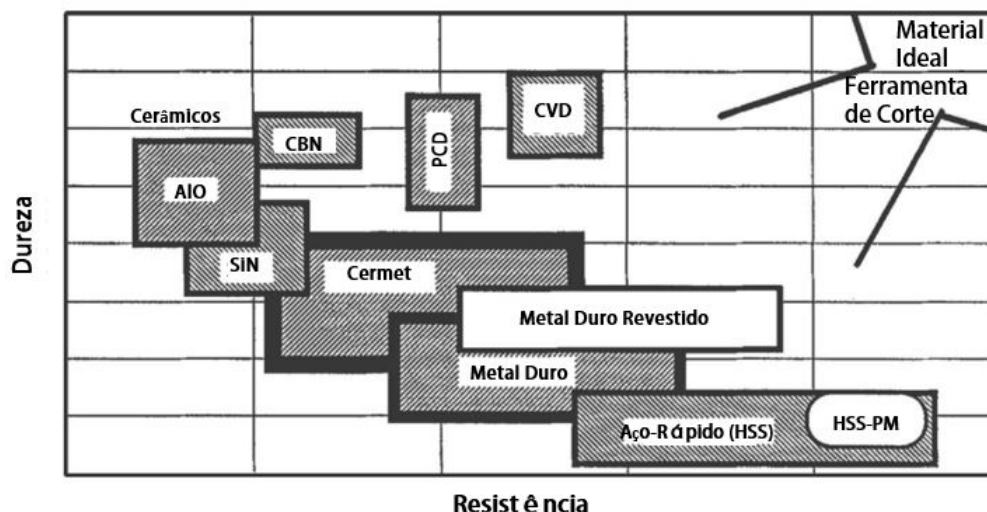 Material
Ideal
Ferramenta
de Corte
CVD
Cerâmicos
CBN
PCD
AlO
Dureza
SiN
Cermet
Metal Duro Revestido
Metal Duro
Aço-Rápido (HSS)
HSS-PM
Resistência